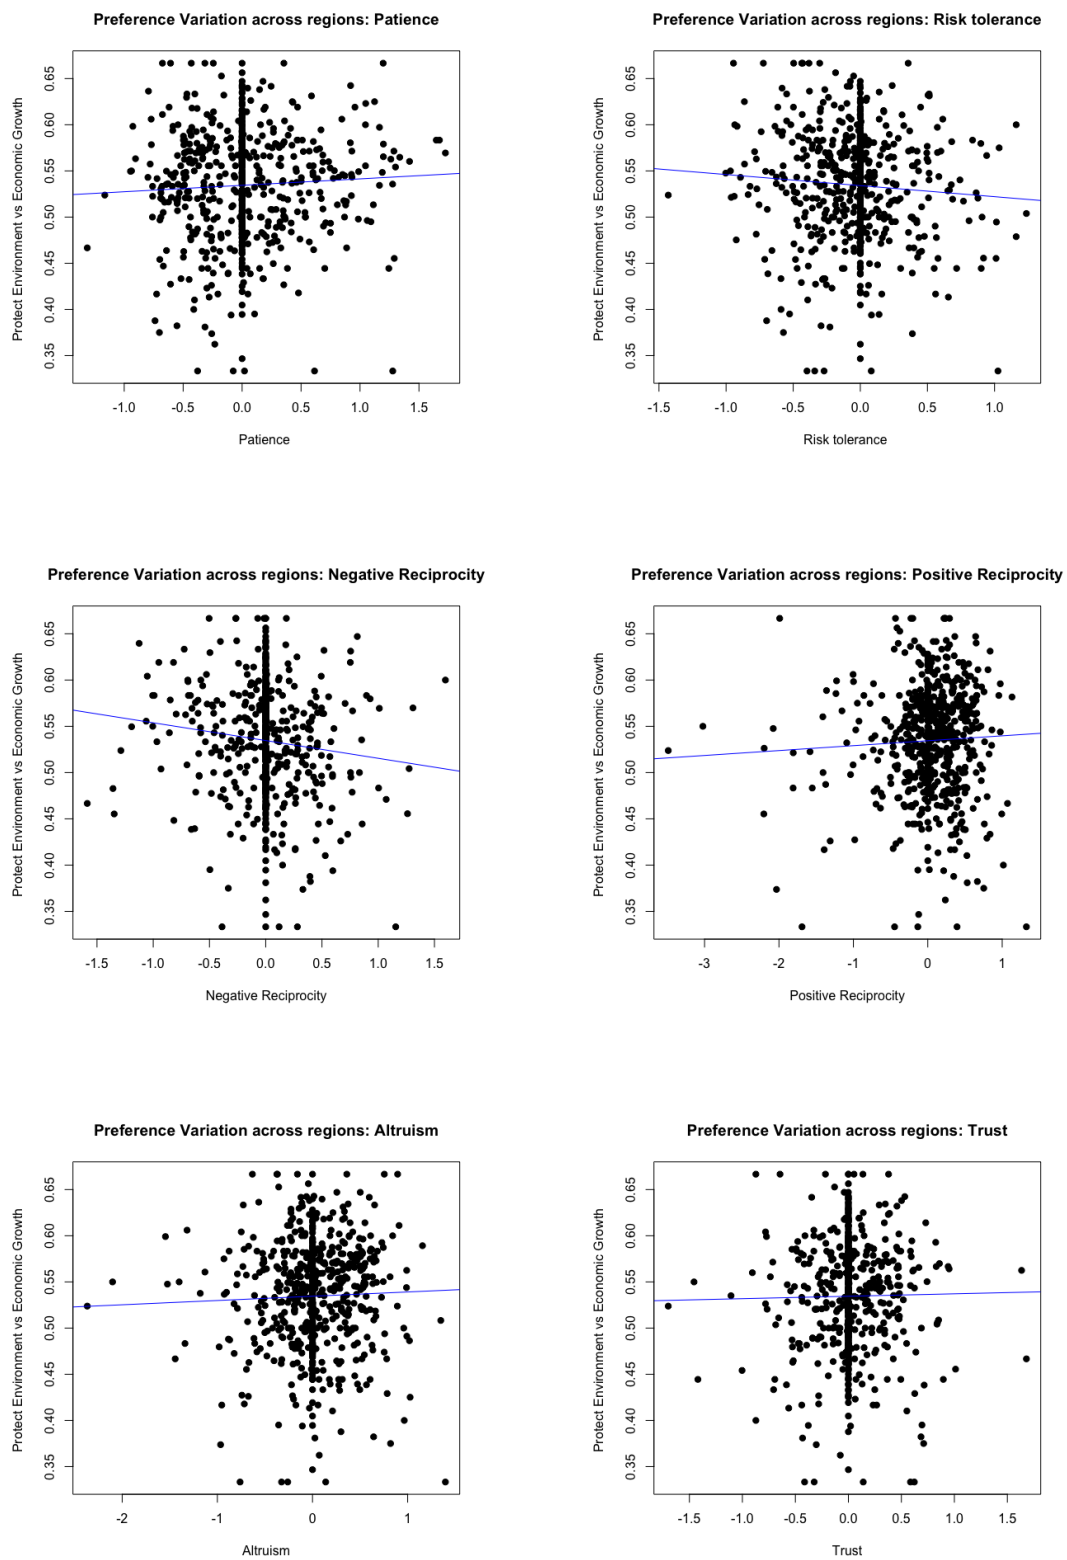 Preference Variation across regions: Patience
Protect Environment vs Economic Growth
0.65
0.60
0.55
0.50
0.45
0.40
0.35
-1.0 -0.5 0.0 0.5 1.0 1.5
Patience
Preference Variation across regions: Risk tolerance
Protect Environment vs Economic Growth
0.65
0.60
0.55
0.50
0.45
0.40
0.35
-1.5 -1.0 -0.5 0.0 0.5 1.0
Risk tolerance
Preference Variation across regions: Negative Reciprocity
Protect Environment vs Economic Growth
0.65
0.60
0.55
0.50
0.45
0.40
0.35
-1.5 -1.0 -0.5 0.0 0.5 1.0 1.5
Negative Reciprocity
Preference Variation across regions: Positive Reciprocity
Protect Environment vs Economic Growth
0.65
0.60
0.55
0.50
0.45
0.40
0.35
-3 -2 -1 0 1
Positive Reciprocity
Preference Variation across regions: Altruism
Protect Environment vs Economic Growth
0.65
0.60
0.55
0.50
0.45
0.40
0.35
-2 -1 0 1
Altruism
Preference Variation across regions: Trust
Protect Environment vs Economic Growth
0.65
0.60
0.55
0.50
0.45
0.40
0.35
-1.5 -1.0 -0.5 0.0 0.5 1.0 1.5
Trust